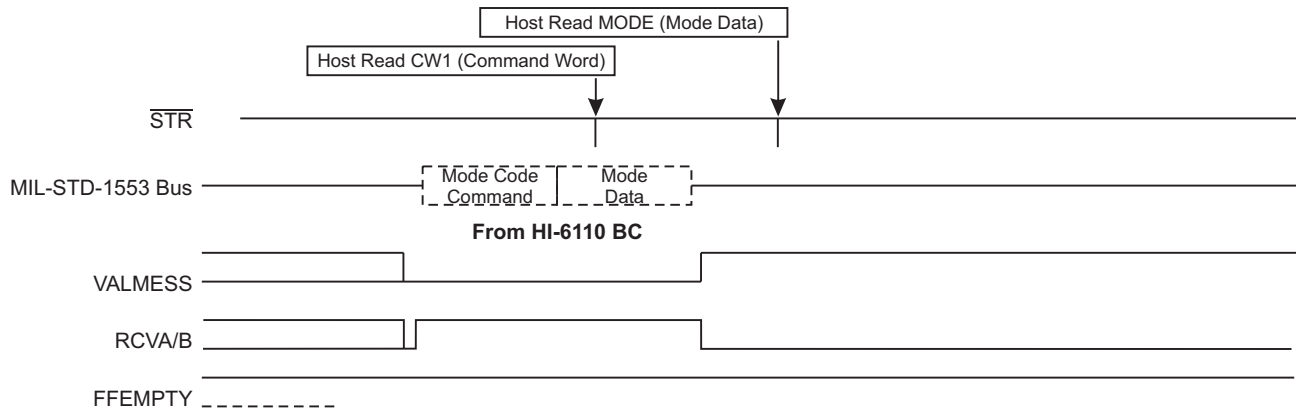 Host Read MODE (Mode Data)
Host Read CW1 (Command Word)
STR
MIL-STD-1553 Bus
Mode Code
Command
Mode
Data
From HI-6110 BC
VALMESS
RCVA/B
FFEMPTY